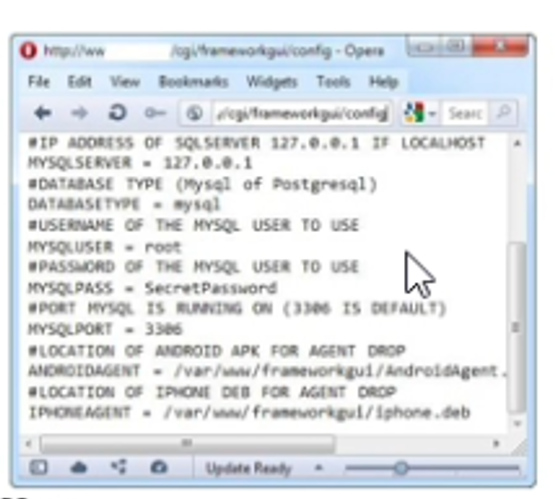 http://ww /cgi/frameworkgui/config - Opera
File Edit View Bookmarks Widgets Tools Help
/cgi/frameworkgui/config Searc
#IP ADDRESS OF SQLSERVER 127.0.0.1 IF LOCALHOST
MYSQLSERVER = 127.0.0.1
#DATABASE TYPE (Mysql of Postgresql)
DATABASETYPE = mysql
#USERNAME OF THE MYSQL USER TO USE
MYSQLUSER = root
#PASSWORD OF THE MYSQL USER TO USE
MYSQLPASS = SecretPassword
#PORT MYSQL IS RUNNING ON (3306 IS DEFAULT)
MYSQLPORT = 3306
#LOCATION OF ANDROID APK FOR AGENT DROP
ANDROIDAGENT = /var/www/frameworkgui/AndroidAgent.
#LOCATION OF IPHONE DEB FOR AGENT DROP
IPHONEAGENT = /var/www/frameworkgui/iphone.deb
Update Ready